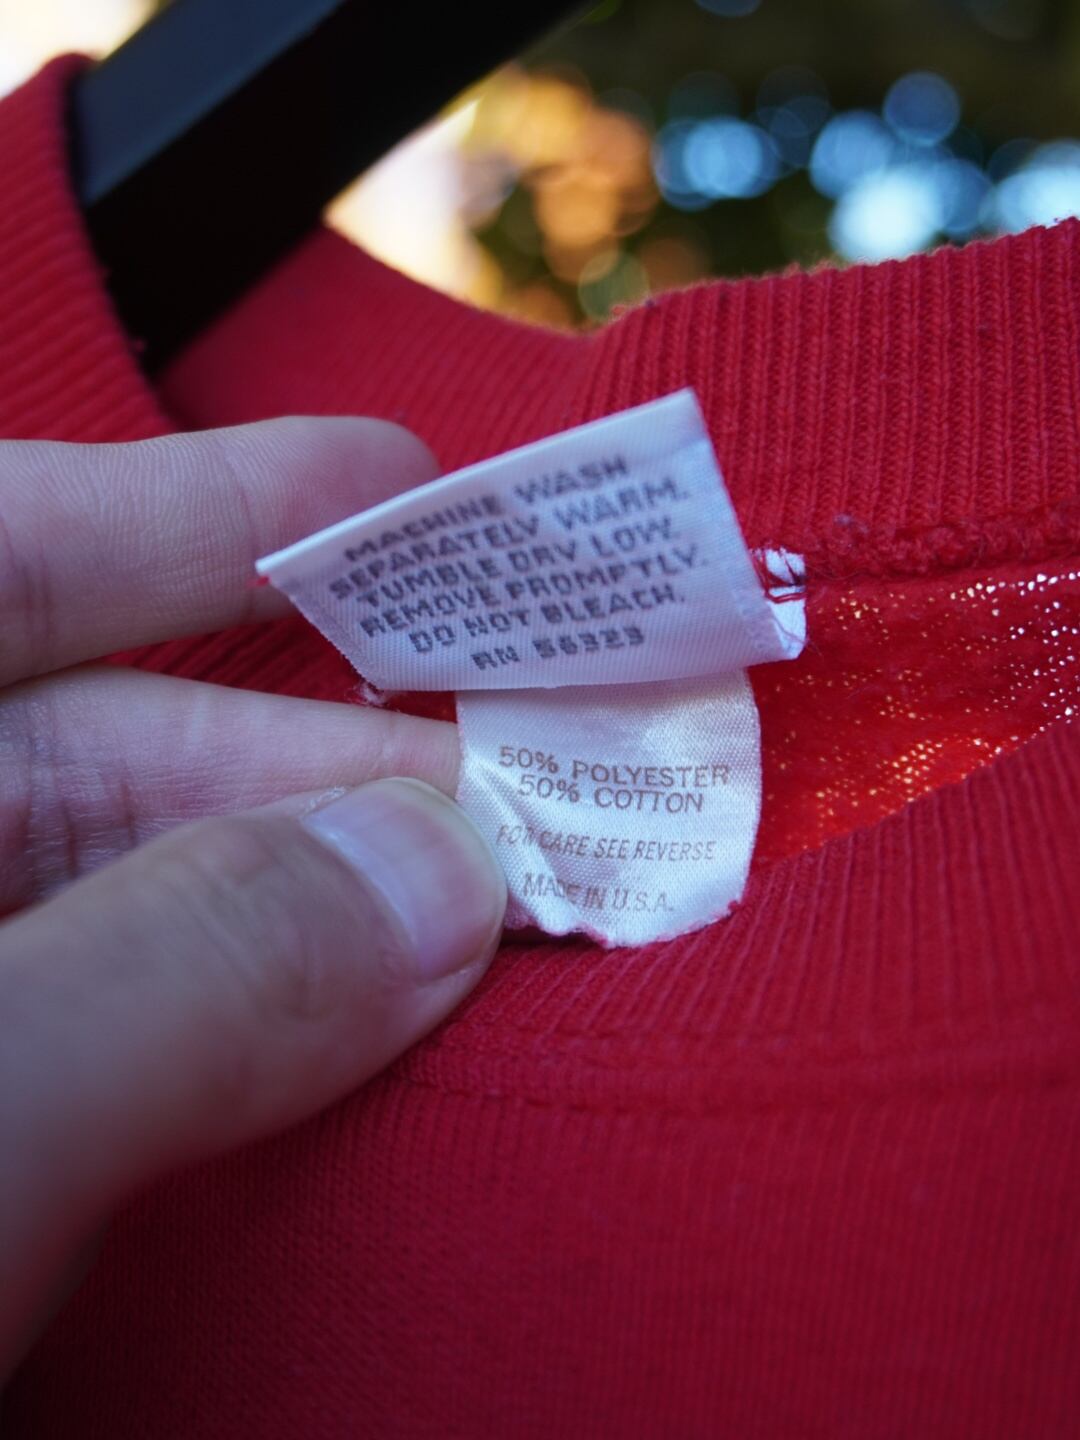 MACHINE WASH
SEPARATELY WARM.
TUMBLE DRY LOW.
REMOVE PROMPTLY.
DO NOT BLEACH.
RN 56323
50% POLYESTER
50% COTTON
FOR CARE SEE REVERSE
MADE IN U.S.A.